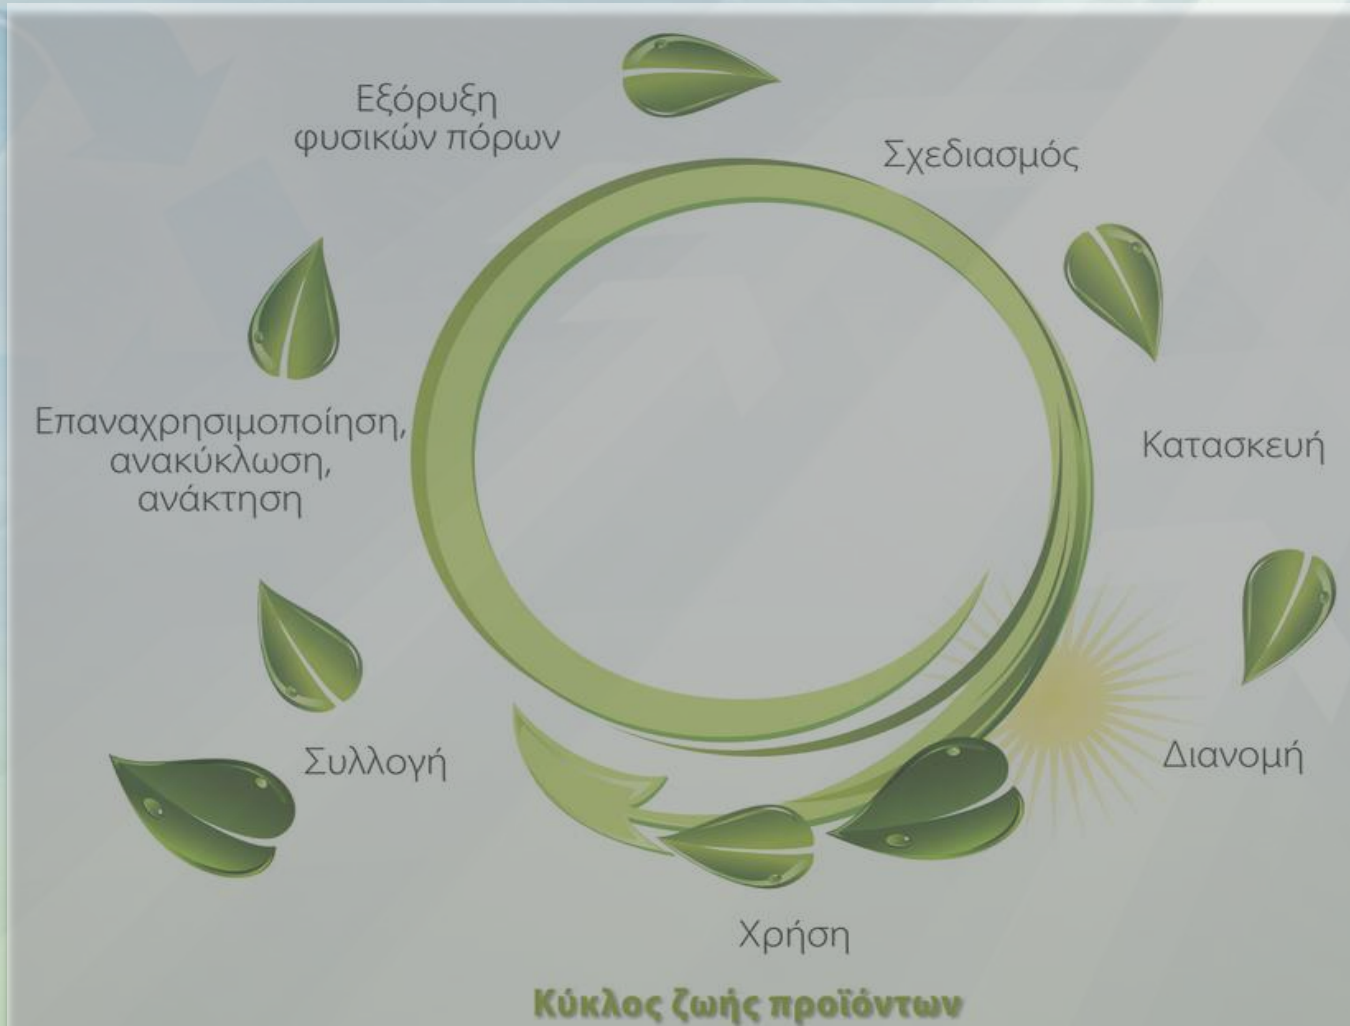 Εξόρυξη
φυσικών πόρων
Σχεδιασμός
Κατασκευή
Διανομή
Χρήση
Συλλογή
Επαναχρησιμοποίηση,
ανακύκλωση,
ανάκτηση
Κύκλος ζωής προϊόντων